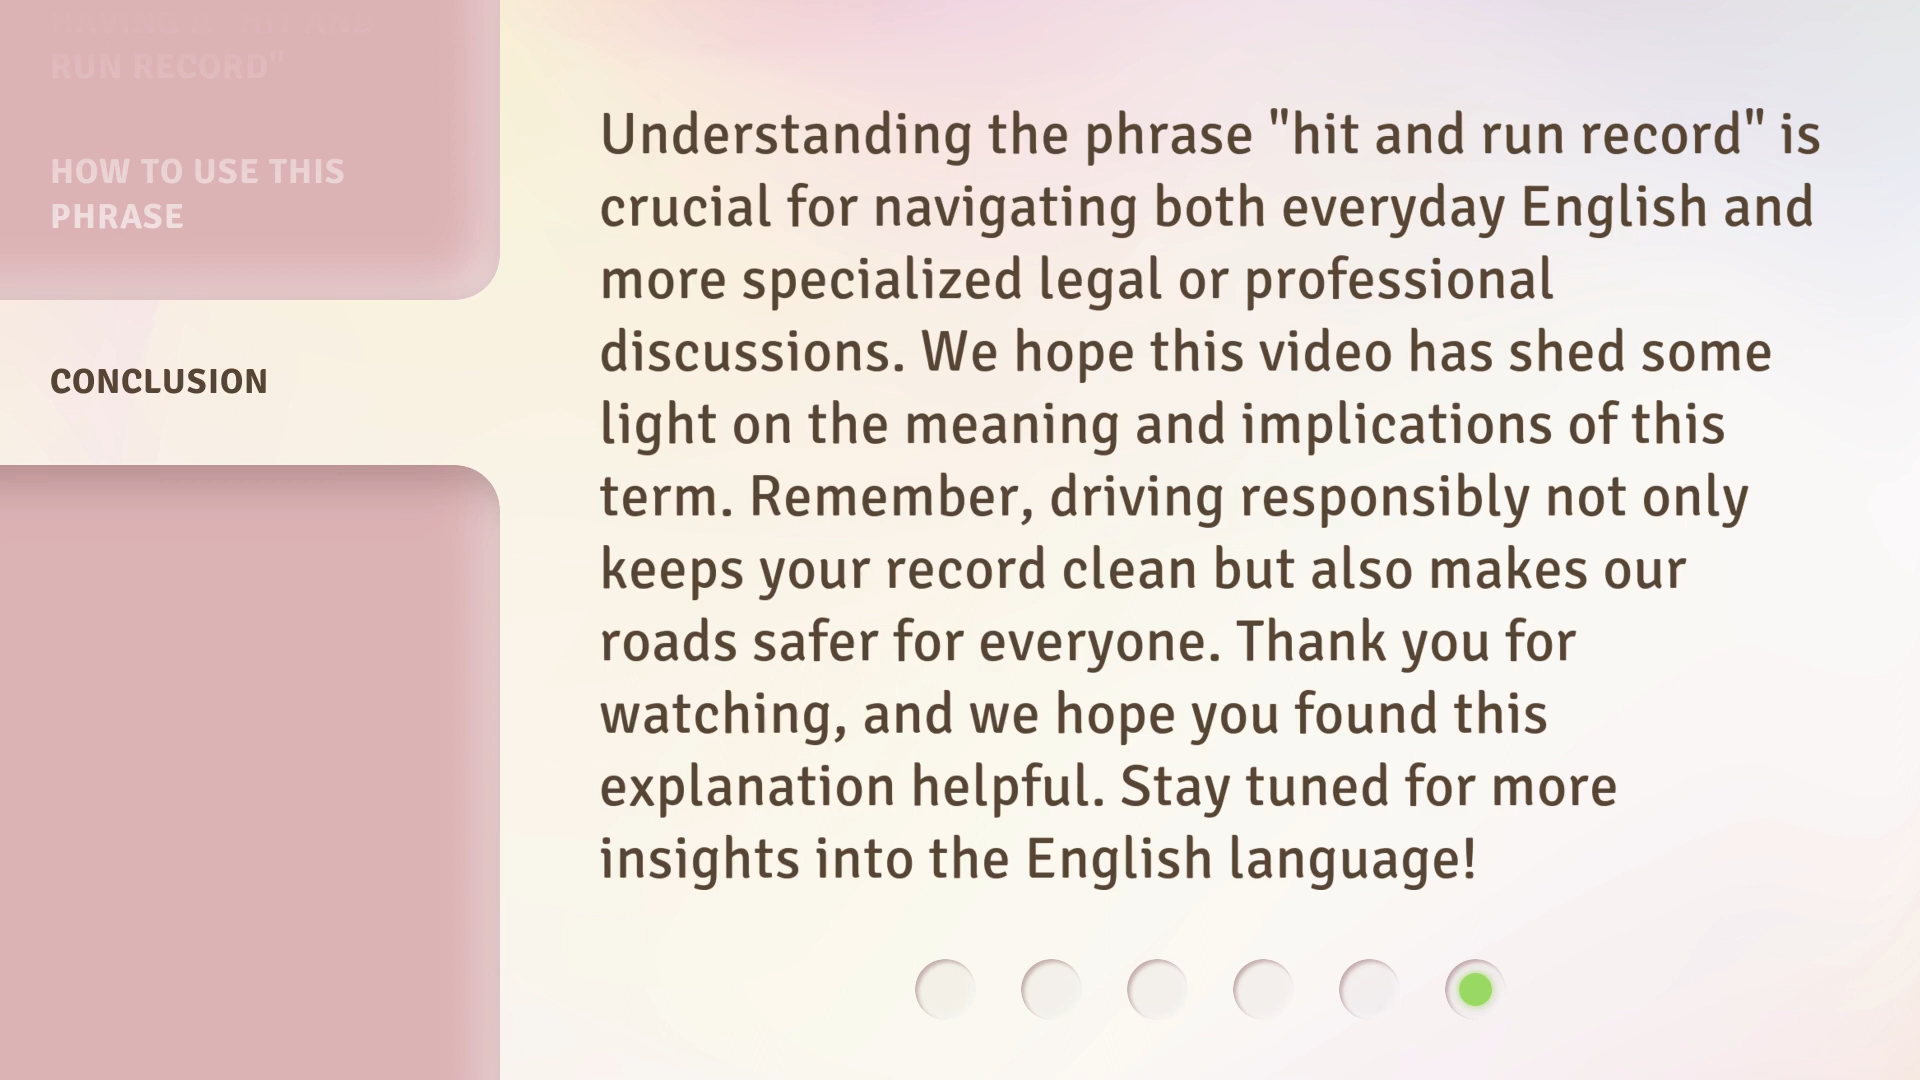 RUN RECORD"
HOW TO USE THIS
PHRASE
CONCLUSION
Understanding the phrase "hit and run record" is
crucial for navigating both everyday English and
more specialized legal or professional
discussions. We hope this video has shed some
light on the meaning and implications of this
term. Remember, driving responsibly not only
keeps your record clean but also makes our
roads safer for everyone. Thank you for
watching, and we hope you found this
explanation helpful. Stay tuned for more
insights into the English language!